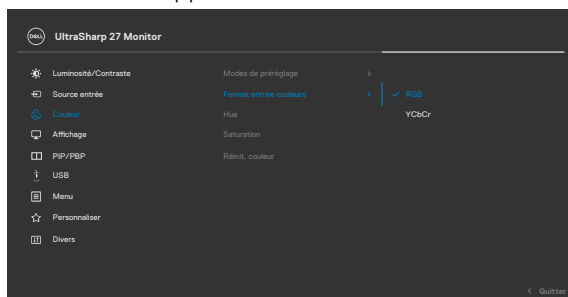 DELL UltraSharp 27 Monitor
Luminosité/Contraste Modes de préréglage >
Source entrée Format entrée couleurs > ✓ RGB
Couleur Hue YCbCr
Affichage Saturation
PIP/PBP Réinit. couleur
USB
Menu
Personnaliser
Divers
< Quitter